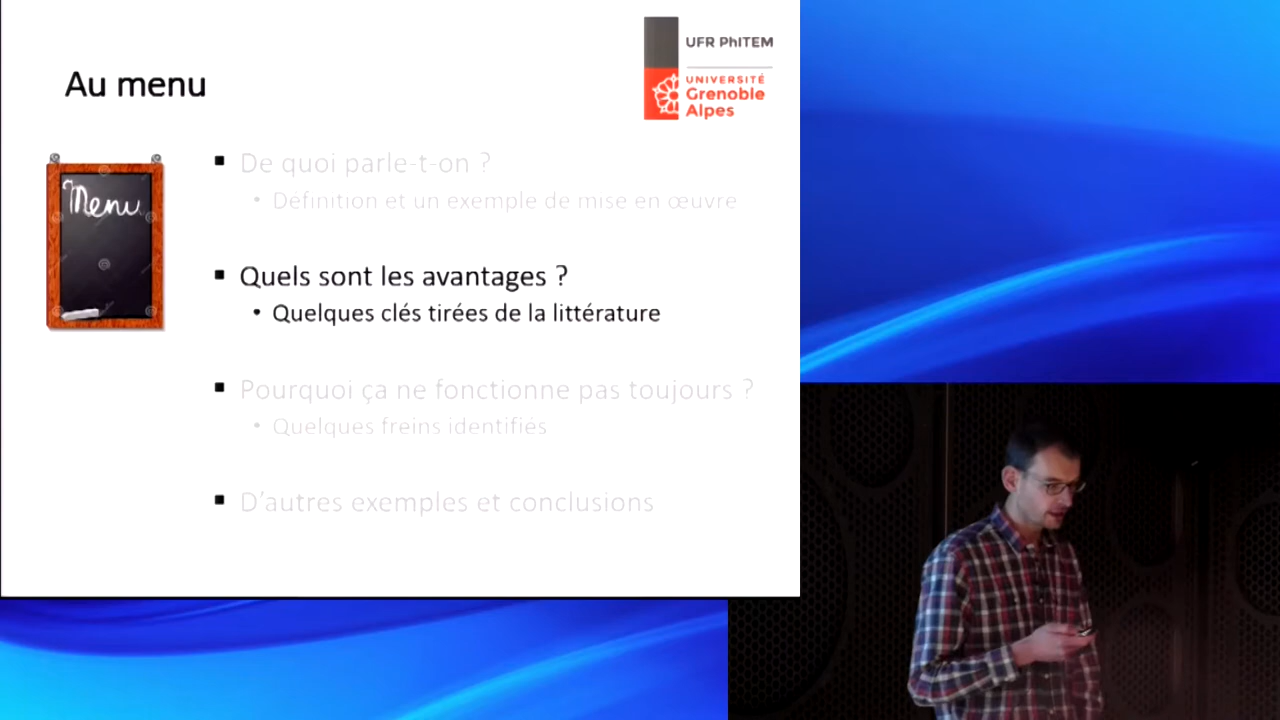 Au menu
UFR PhITEM
UNIVERSITÉ
Grenoble
Alpes
Menu
De quoi parle-t-on ?
• Définition et un exemple de mise en œuvre
Quels sont les avantages ?
• Quelques clés tirées de la littérature
Pourquoi ça ne fonctionne pas toujours ?
• Quelques freins identifiés
D'autres exemples et conclusions